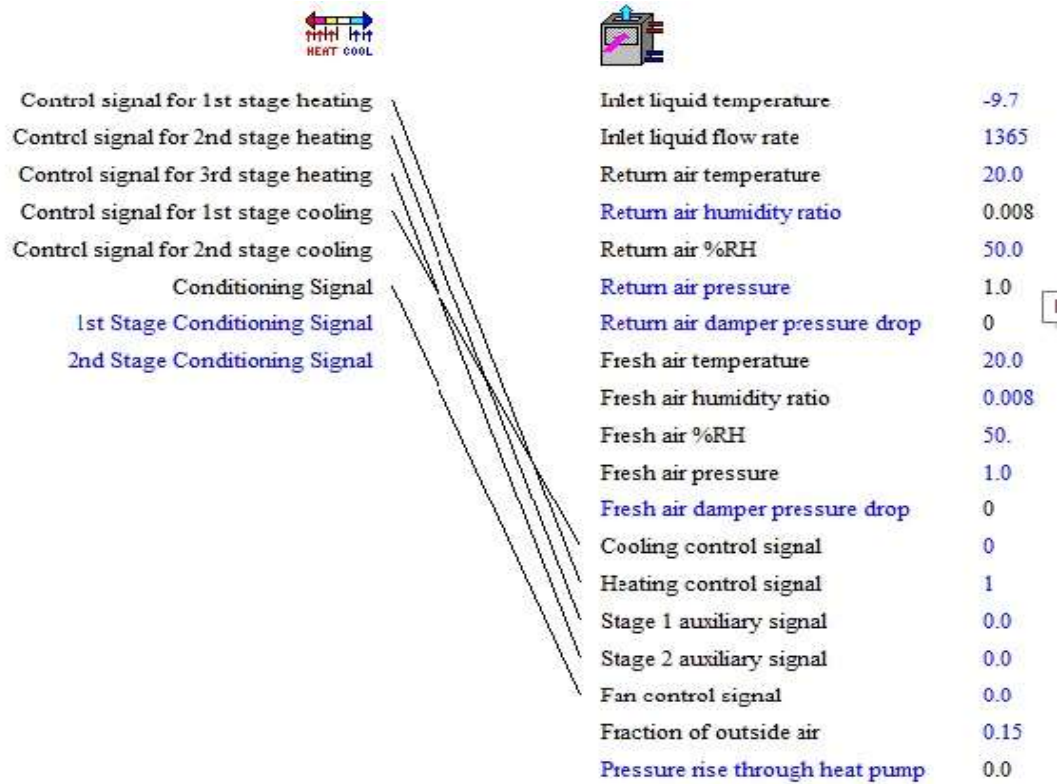 HEAT COOL
Control signal for 1st stage heating
Control signal for 2nd stage heating
Control signal for 3rd stage heating
Control signal for 1st stage cooling
Control signal for 2nd stage cooling
Conditioning Signal
1st Stage Conditioning Signal
2nd Stage Conditioning Signal
Inlet liquid temperature -9.7
Inlet liquid flow rate 1365
Return air temperature 20.0
Return air humidity ratio 0.008
Return air %RH 50.0
Return air pressure 1.0
Return air damper pressure drop 0
Fresh air temperature 20.0
Fresh air humidity ratio 0.008
Fresh air %RH 50.
Fresh air pressure 1.0
Fresh air damper pressure drop 0
Cooling control signal 0
Heating control signal 1
Stage 1 auxiliary signal 0.0
Stage 2 auxiliary signal 0.0
Fan control signal 0.0
Fraction of outside air 0.15
Pressure rise through heat pump 0.0